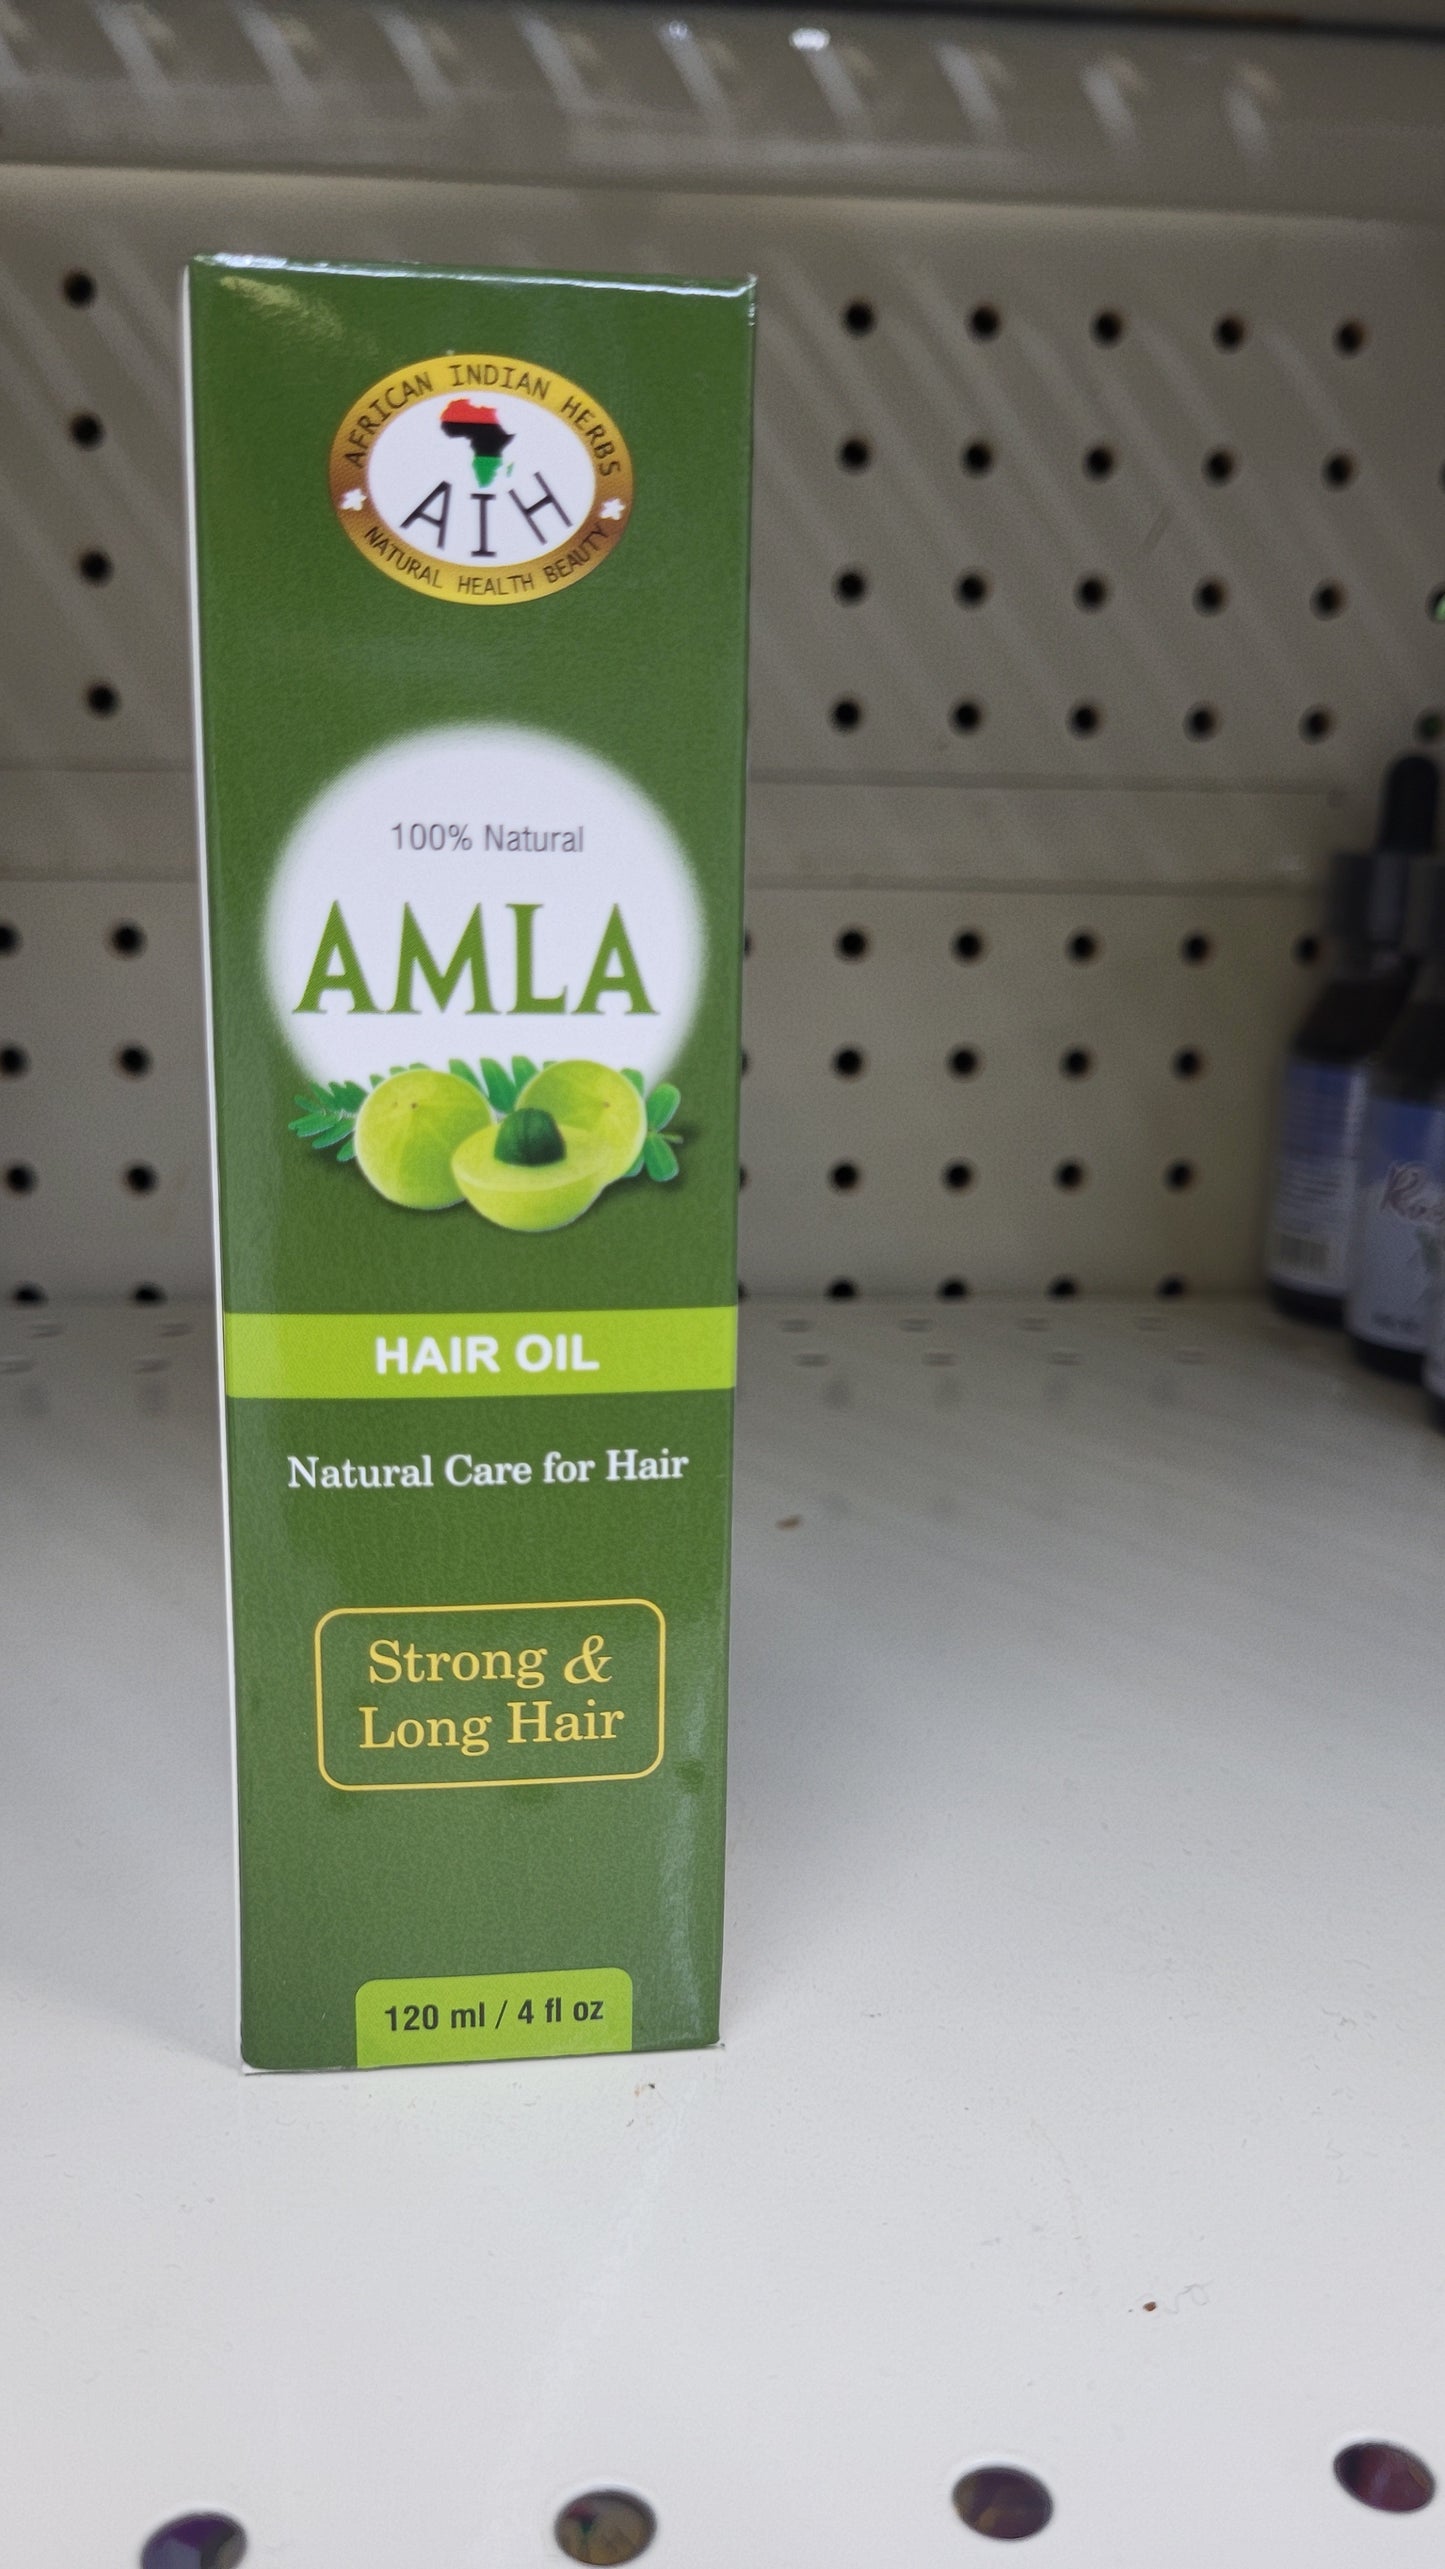 AFRICAN INDIAN HERBS
AIH
NATURAL HEALTH BEAUTY
100% Natural
AMLA
HAIR OIL
Natural Care for Hair
Strong &
Long Hair
120 ml / 4 fl oz